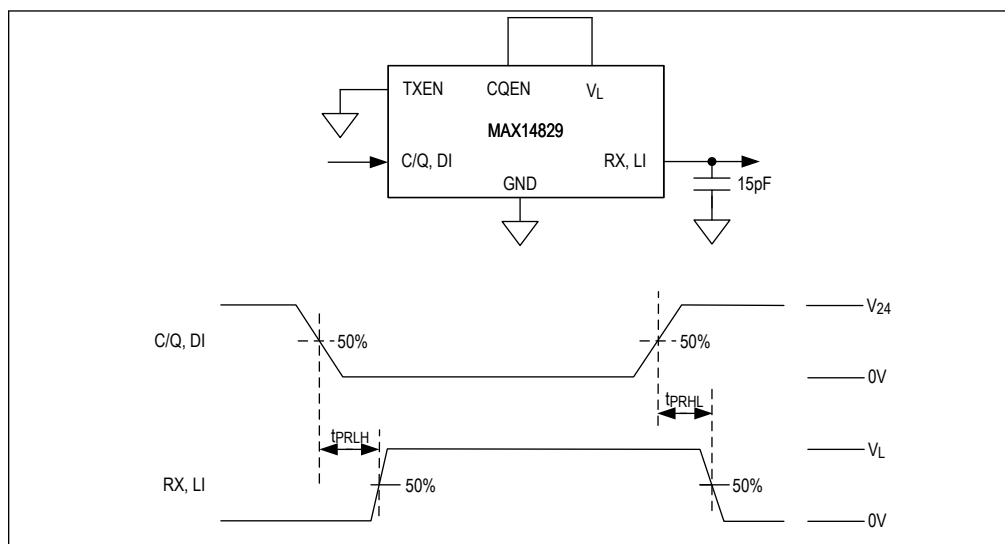 TXEN CQEN VL
MAX14829
C/Q, DI RX, LI
GND
15pF
V24
C/Q, DI 50% 50%
0V
tPRLH tPRHL
VL
RX, LI 50% 50%
0V